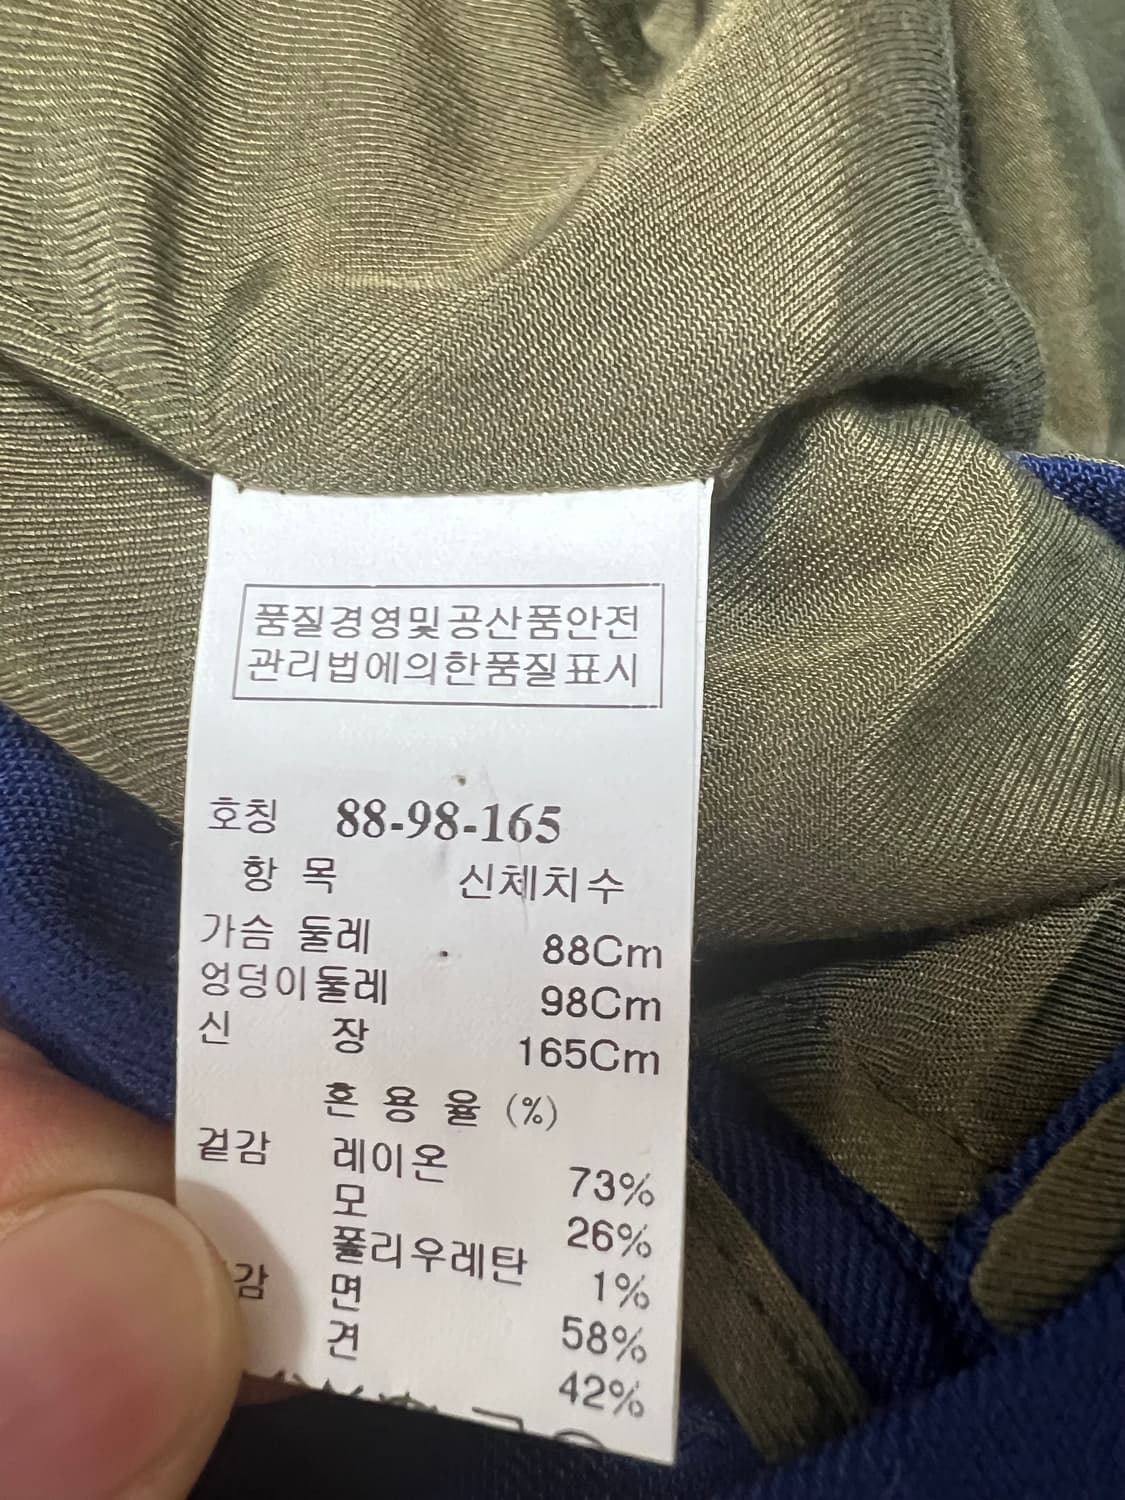 품질경영및공산품안전
관리법에의한품질표시
호칭 88-98-165
항 목 신체치수
가슴 둘레 88Cm
엉덩이둘레 98Cm
신 장 165Cm
혼 용 율 (%)
겉감 레이온 73%
모 26%
폴리우레탄 1%
감 면 58%
견 42%